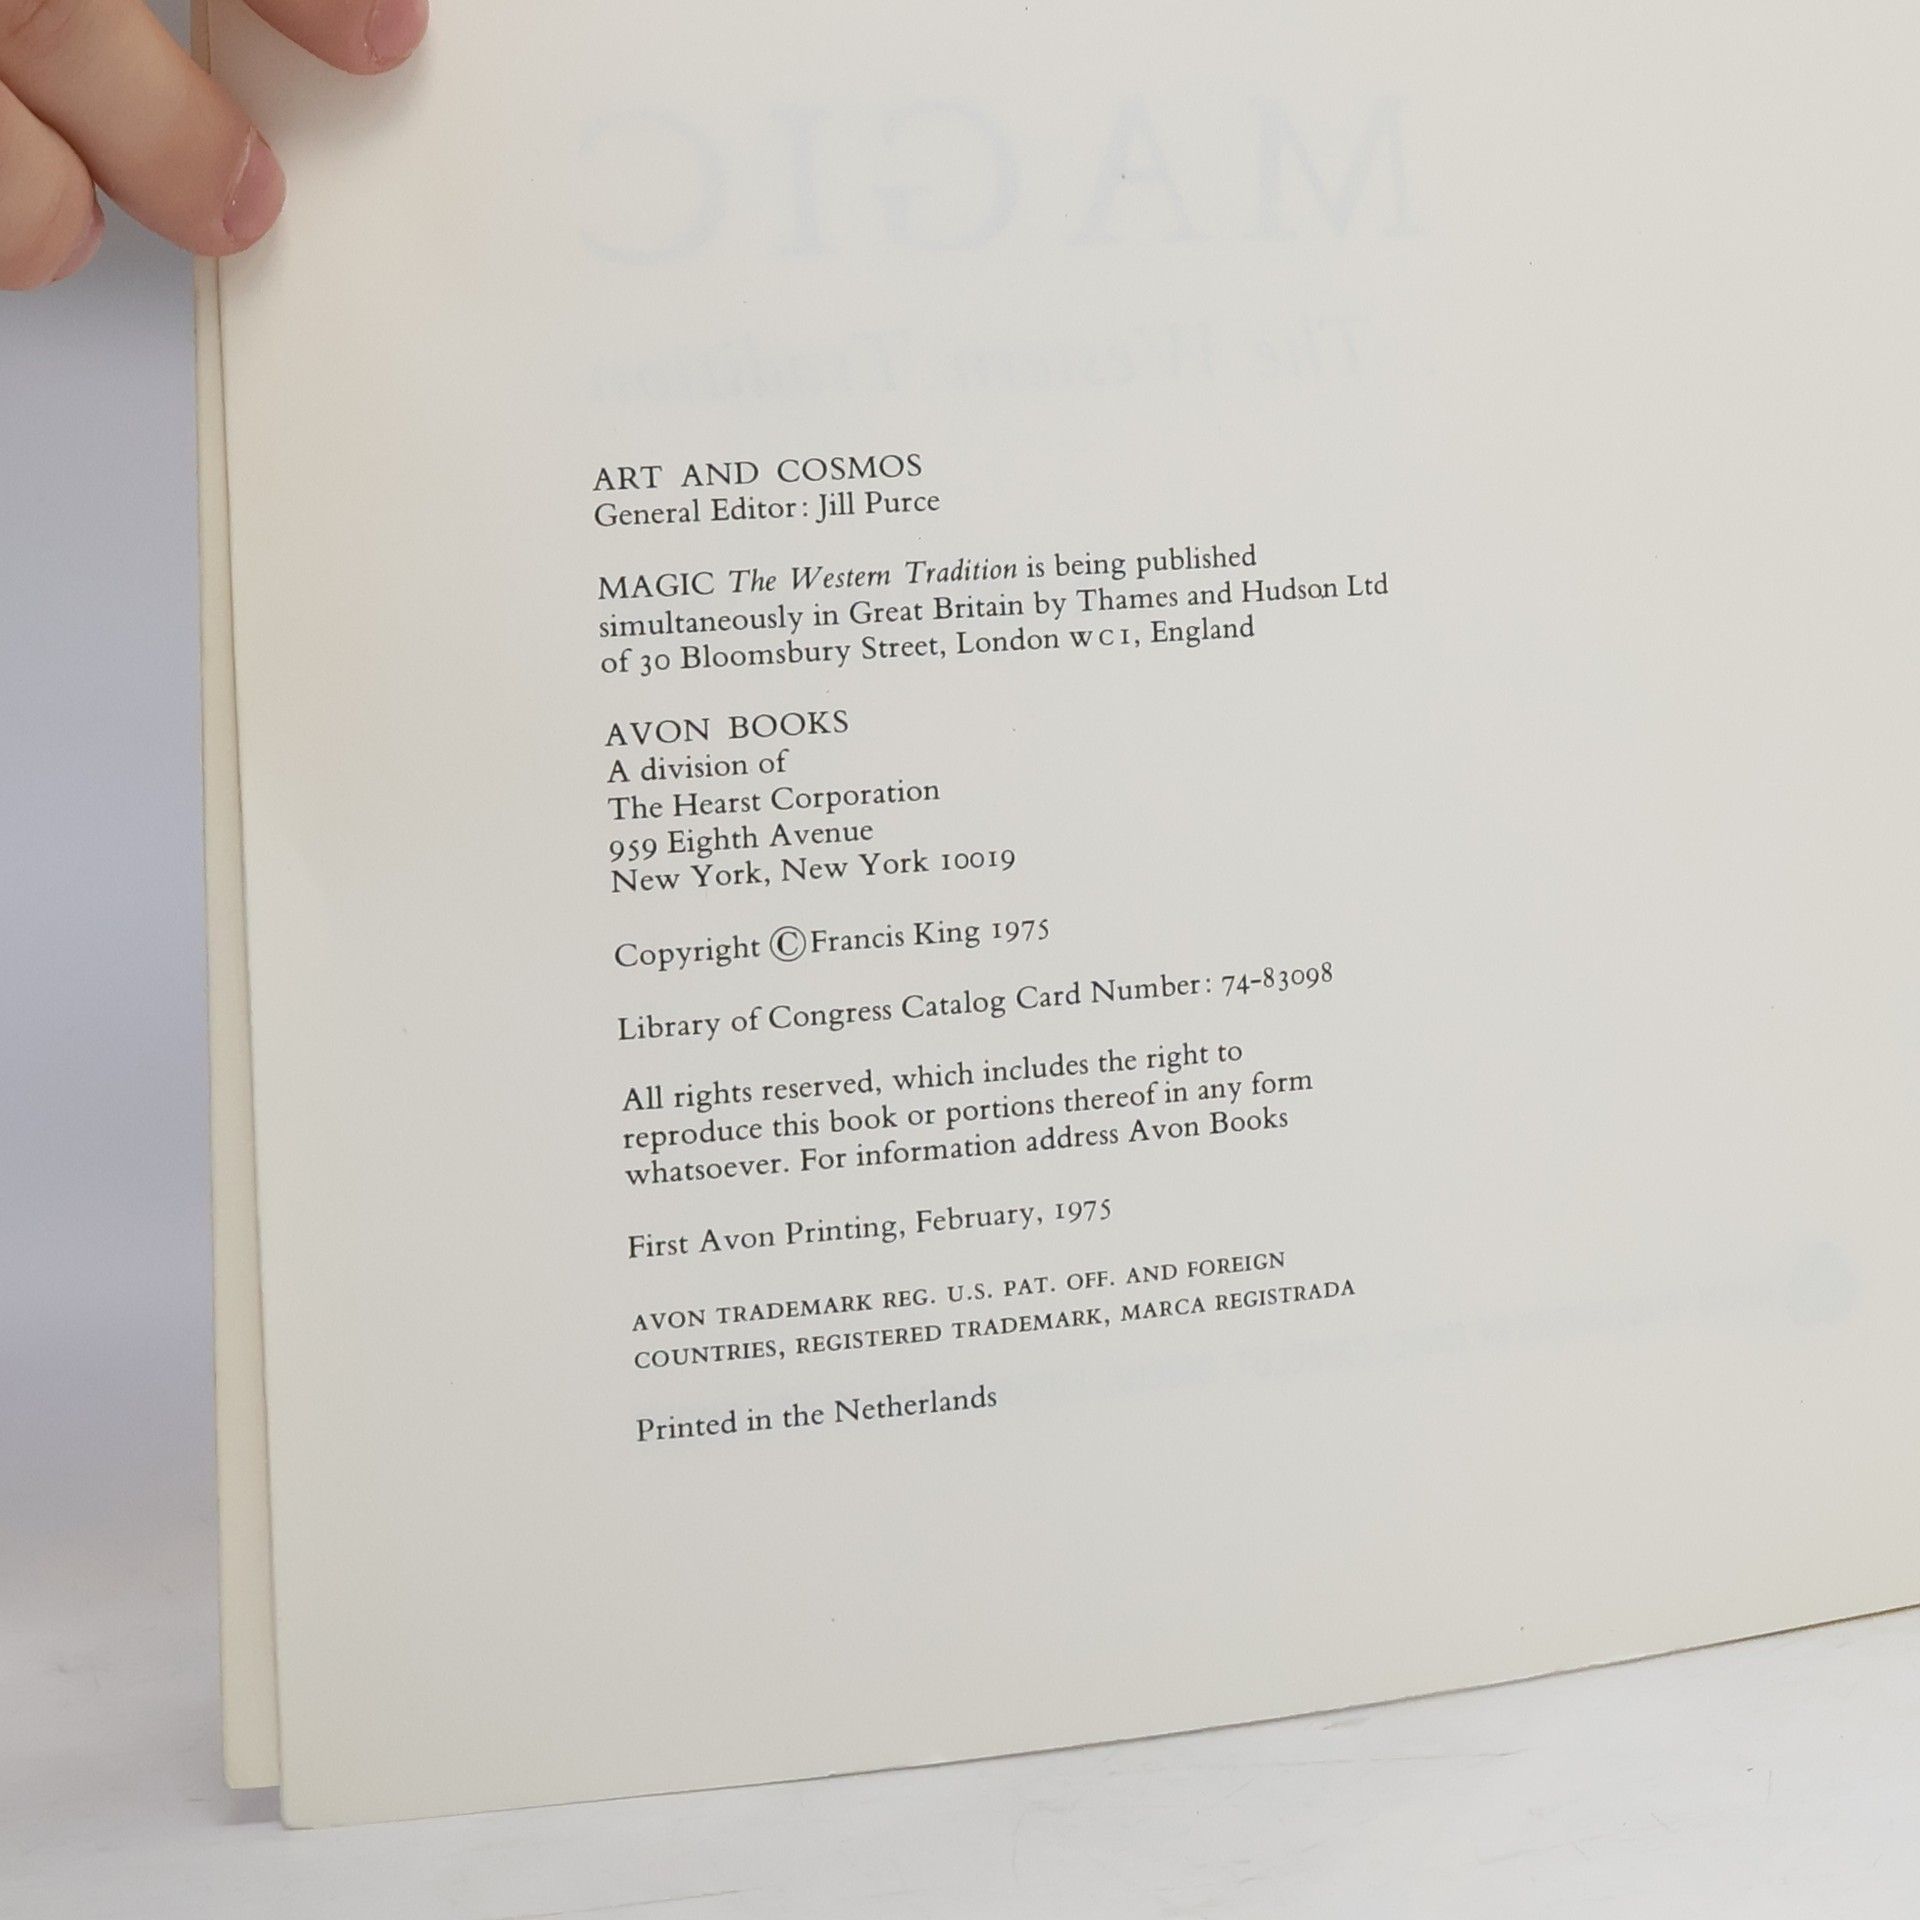 MAGIC
The Western Tradition
ART AND COSMOS
General Editor: Jill Purce
MAGIC The Western Tradition is being published
simultaneously in Great Britain by Thames and Hudson Ltd
of 30 Bloomsbury Street, London WC1, England
AVON BOOKS
A division of
The Hearst Corporation
959 Eighth Avenue
New York, New York 10019
Copyright © Francis King 1975
Library of Congress Catalog Card Number: 74-83098
All rights reserved, which includes the right to
reproduce this book or portions thereof in any form
whatsoever. For information address Avon Books
First Avon Printing, February, 1975
AVON TRADEMARK REG. U.S. PAT. OFF. AND FOREIGN
COUNTRIES, REGISTERED TRADEMARK, MARCA REGISTRADA
Printed in the Netherlands